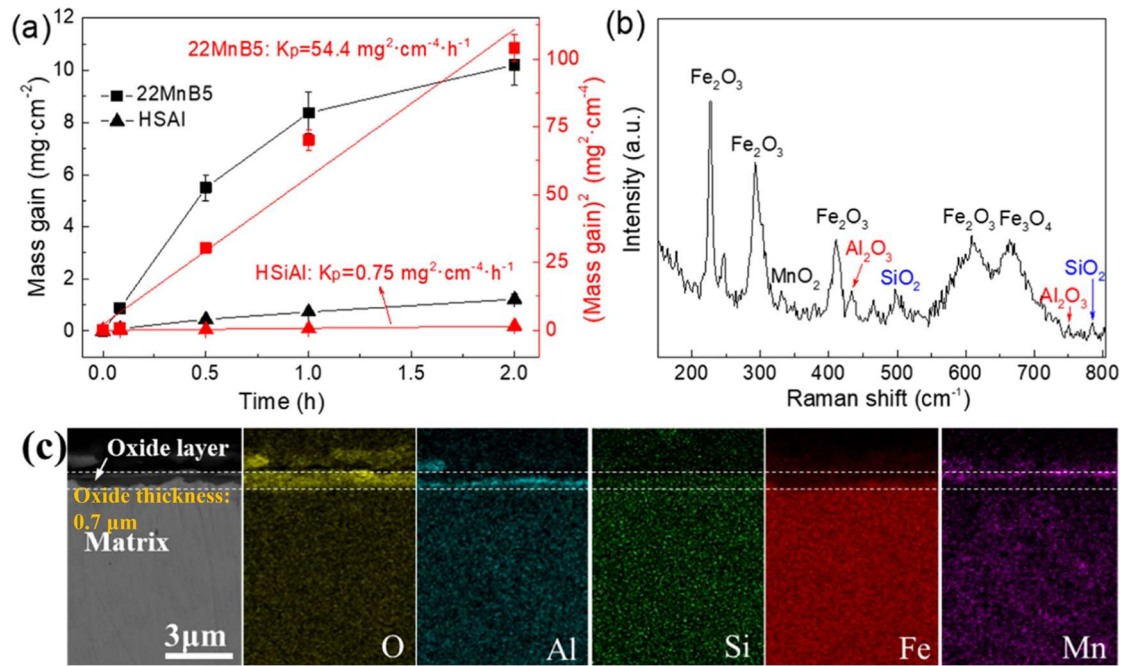 (a)
12
10
8
6
4
2
0
Mass gain (mg·cm⁻²)
22MnB5
HSAl
22MnB5: Kₚ=54.4 mg²·cm⁻⁴·h⁻¹
HSiAl: Kₚ=0.75 mg²·cm⁻⁴·h⁻¹
100
75
50
25
0
(Mass gain)² (mg²·cm⁻⁴)
0.0 0.5 1.0 1.5 2.0
Time (h)
(b)
Intensity (a.u.)
Fe₂O₃
Fe₂O₃
MnO₂
Fe₂O₃
Al₂O₃
SiO₂
Fe₂O₃
Fe₃O₄
Al₂O₃
SiO₂
200 300 400 500 600 700 800
Raman shift (cm⁻¹)
(c)
Oxide layer
Oxide thickness:
0.7 μm
Matrix
3μm
O
Al
Si
Fe
Mn